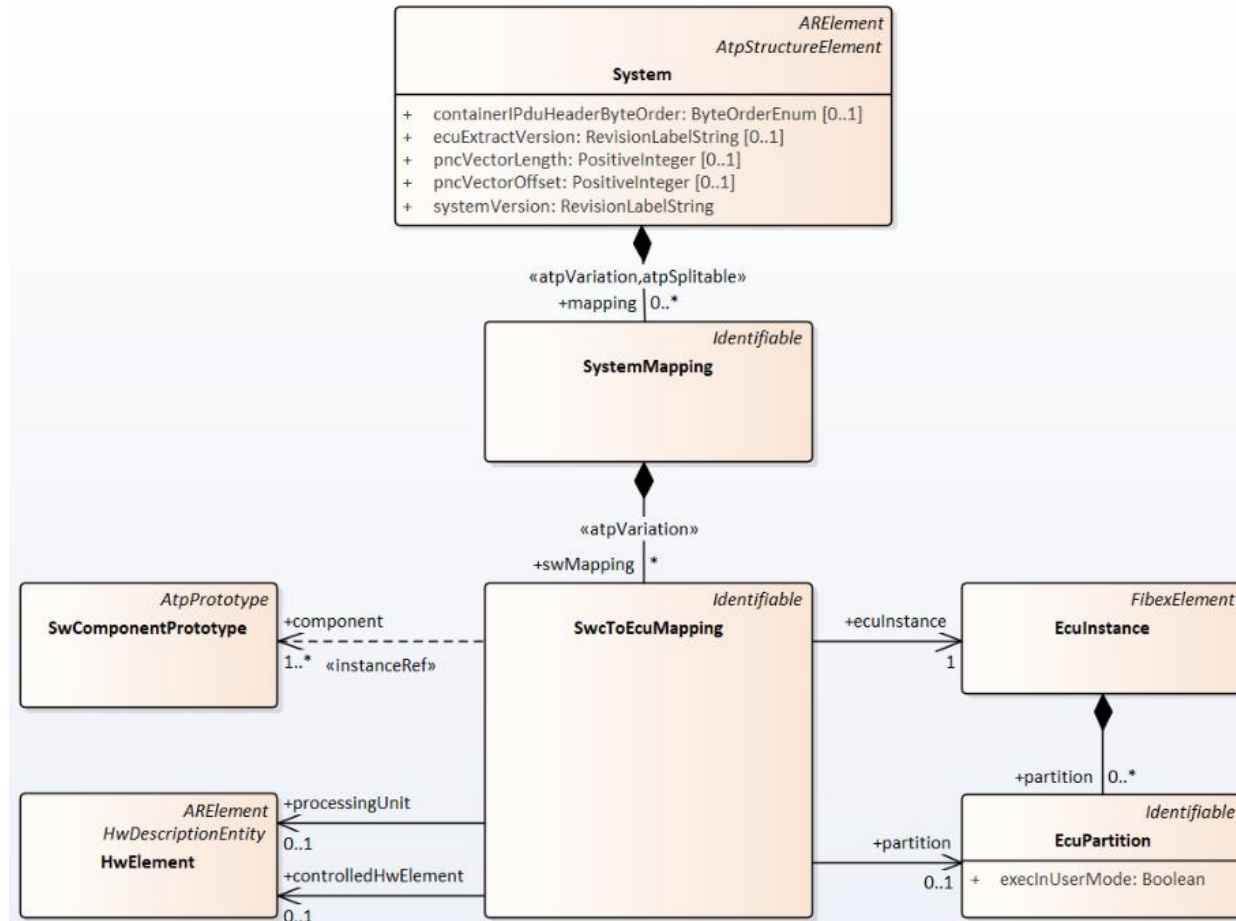 ARElement
AtpStructureElement
System
+ containerIPduHeaderByteOrder: ByteOrderEnum [0..1]
+ ecuExtractVersion: RevisionLabelString [0..1]
+ pncVectorLength: PositiveInteger [0..1]
+ pncVectorOffset: PositiveInteger [0..1]
+ systemVersion: RevisionLabelString
«atpVariation,atpSplitable»
+mapping 0..*
Identifiable
SystemMapping
«atpVariation»
+swMapping *
AtpPrototype
SwComponentPrototype
+component
1..* «instanceRef»
Identifiable
SwcToEcuMapping
+ecuInstance
1
FibexElement
EcuInstance
+partition 0..*
ARElement
HwDescriptionEntity
HwElement
+processingUnit
0..1
+controlledHwElement
0..1
+partition
0..1
Identifiable
EcuPartition
+ execInUserMode: Boolean